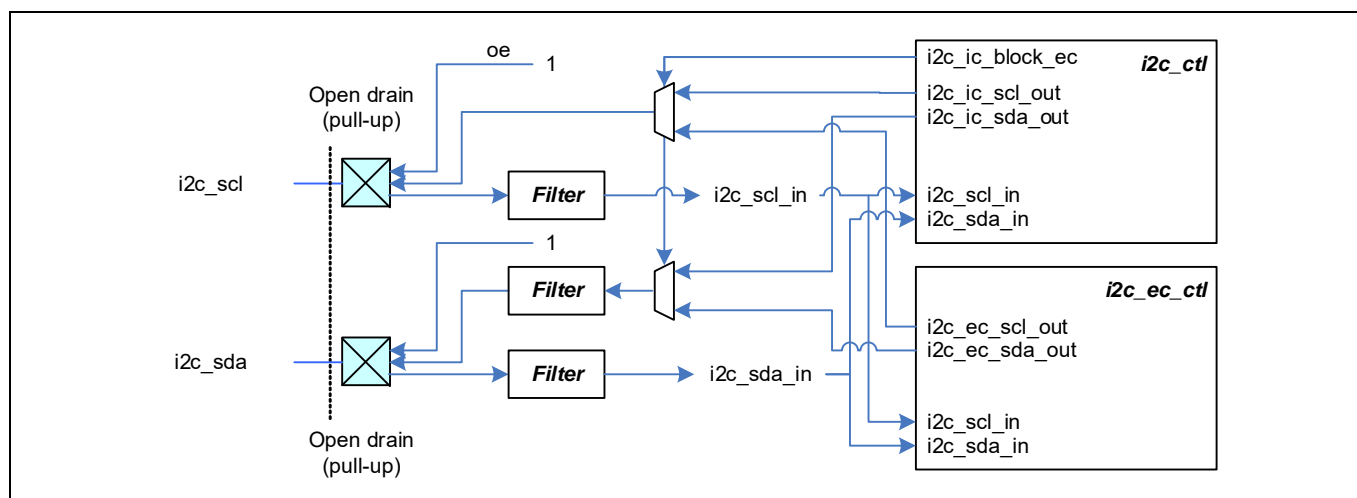 oe
1
Open drain
(pull-up)
i2c_scl
Filter
i2c_scl_in
1
Filter
i2c_sda
Filter
i2c_sda_in
Open drain
(pull-up)
i2c_ctl
i2c_ic_block_ec
i2c_ic_scl_out
i2c_ic_sda_out
i2c_scl_in
i2c_sda_in
i2c_ec_ctl
i2c_ec_scl_out
i2c_ec_sda_out
i2c_scl_in
i2c_sda_in